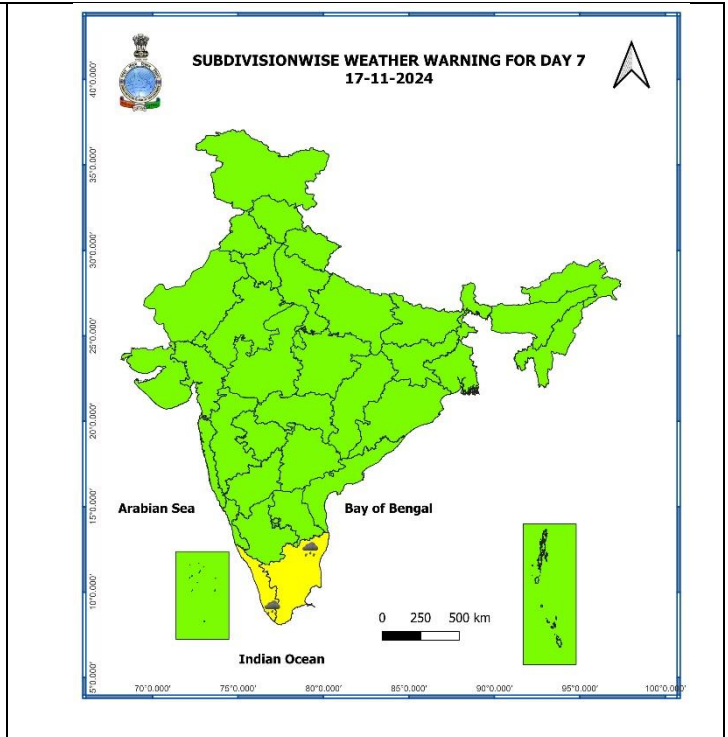 SUBDIVISIONWISE WEATHER WARNING FOR DAY 7
17-11-2024
40°0.000'
35°0.000'
30°0.000'
25°0.000'
20°0.000'
15°0.000'
10°0.000'
5°0.000'
Arabian Sea
Bay of Bengal
0 250 500 km
Indian Ocean
70°0.000' 75°0.000' 80°0.000' 85°0.000' 90°0.000' 95°0.000' 100°0.000'